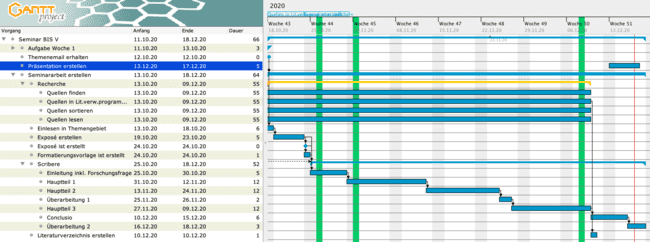 GANTT
project
2020
Vorgang Anfang Ende Dauer
Woche 43 Woche 44 Woche 45 Woche 50 Woche 51
Seminar BIS V 11.10.20 18.12.20 66
Aufgabe Woche 1 11.10.20 13.10.20 3
Themenemail erhalten 12.10.20 12.10.20 0
Präsentation erstellen 13.12.20 17.12.20 5
Seminararbeit erstellen 13.10.20 18.12.20 64
Recherche 13.10.20 09.12.20 55
Quellen finden 13.10.20 09.12.20 55
Quellen in Lit.verw.program... 13.10.20 09.12.20 55
Quellen sortieren 13.10.20 09.12.20 55
Quellen lesen 13.10.20 09.12.20 55
Einlesen in Themengebiet 13.10.20 18.10.20 6
Exposé erstellen 19.10.20 23.10.20 5
Exposé ist erstellt 24.10.20 24.10.20 0
Formatierungsvorlage ist erstellt 24.10.20 24.10.20 1
Scribere 25.10.20 18.12.20 52
Einleitung inkl. Forschungsfrage 25.10.20 30.10.20 5
Hauptteil 1 31.10.20 12.11.20 12
Hauptteil 2 13.11.20 24.11.20 12
Überarbeitung 1 25.11.20 26.11.20 2
Hauptteil 3 27.11.20 09.12.20 12
Conclusio 10.12.20 15.12.20 6
Überarbeitung 2 16.12.20 18.12.20 3
Literaturverzeichnis erstellen 10.12.20 10.12.20 1